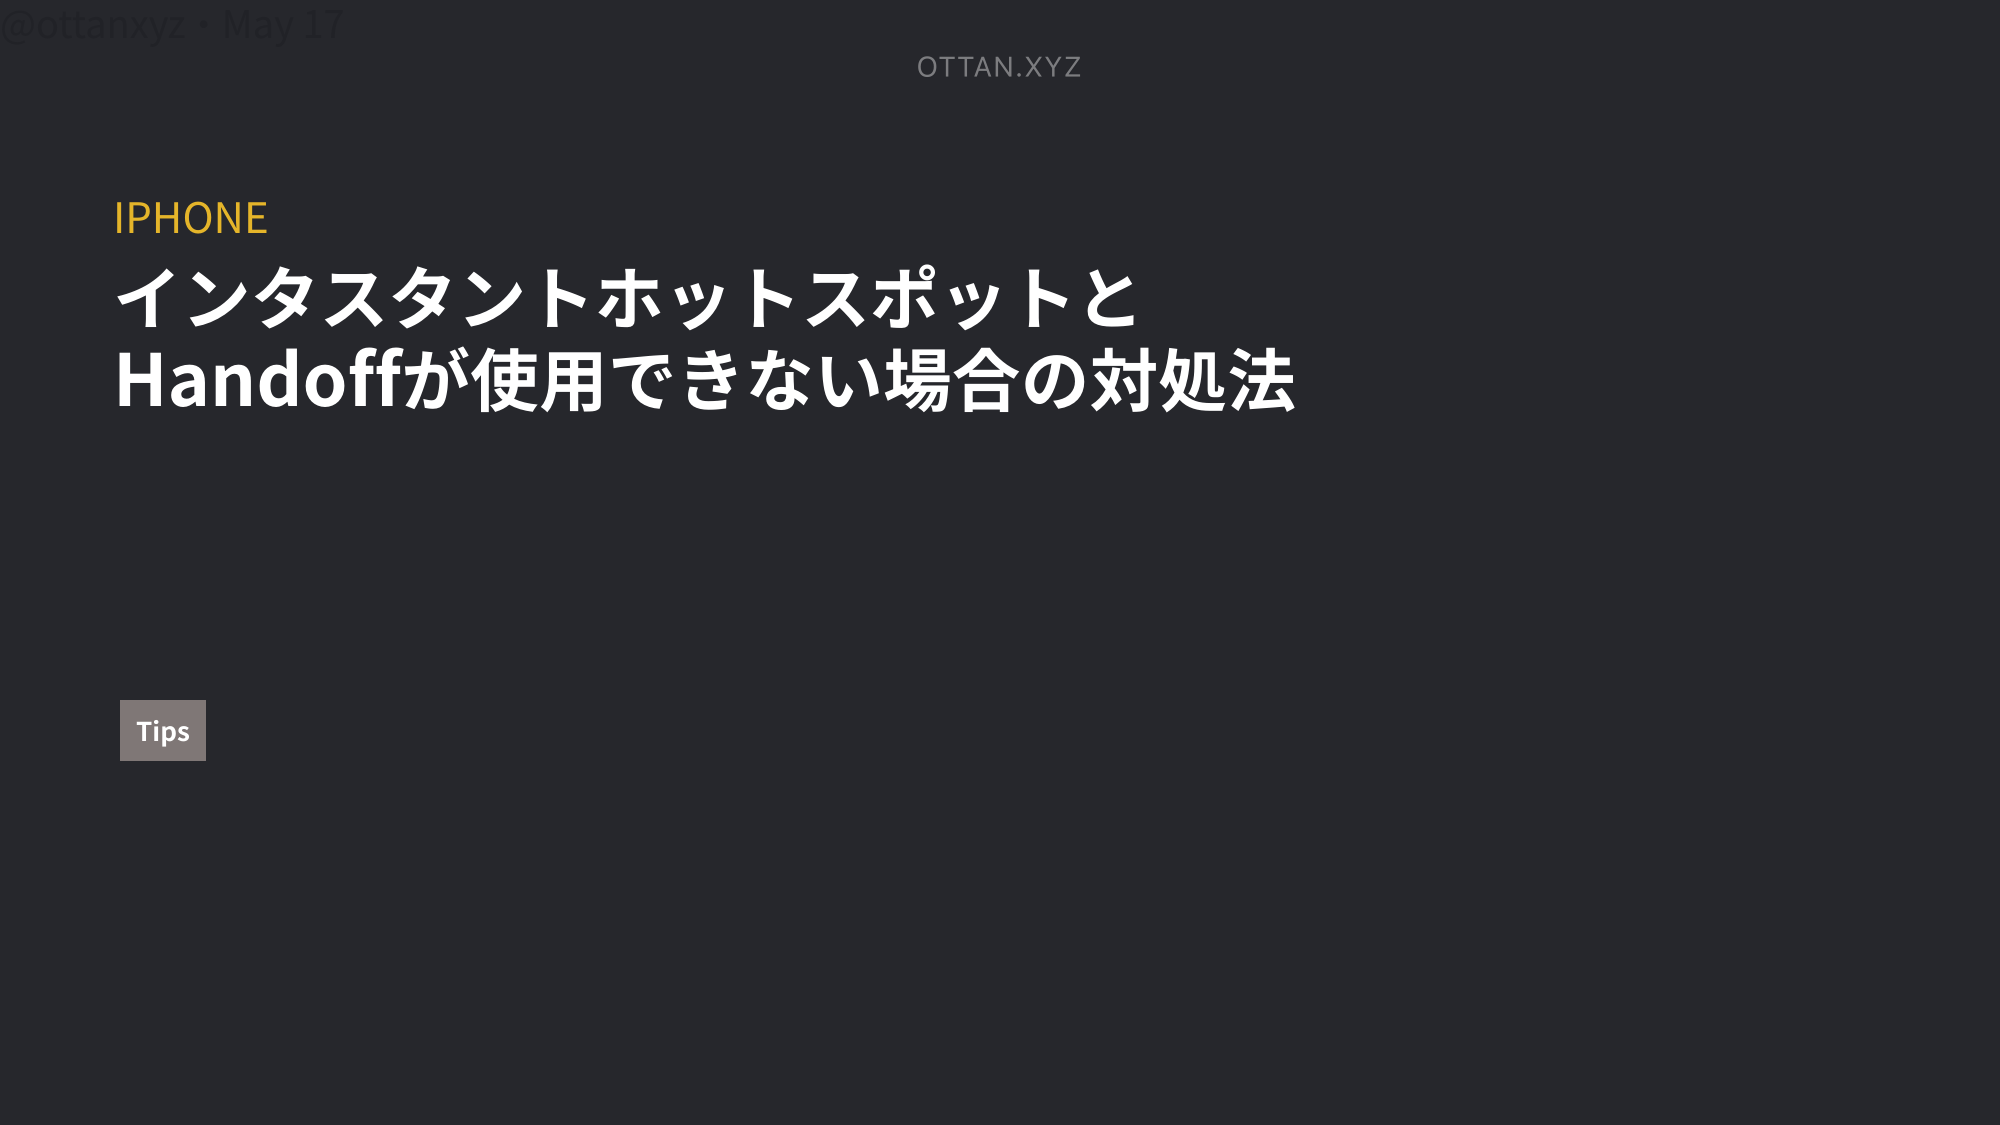 @ottanxyz・May 17
OTTAN.XYZ
IPHONE
インタスタントホットスポットと
Handoffが使用できない場合の対処法
Tips